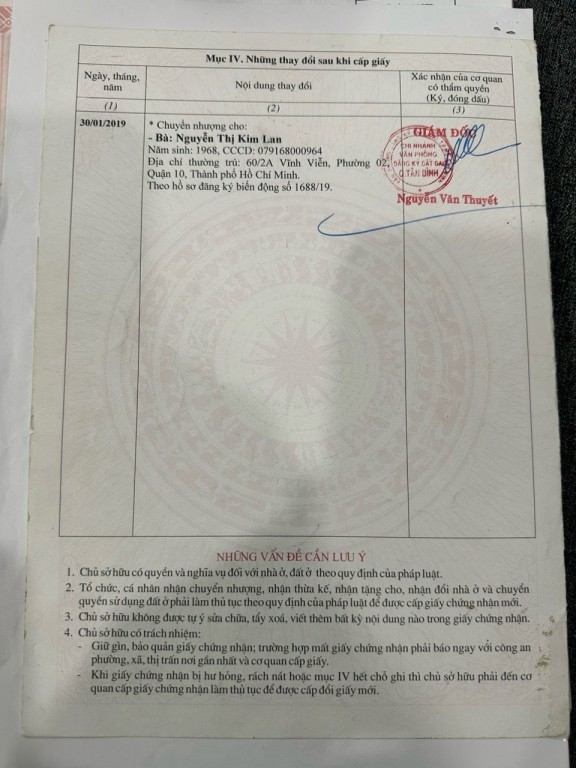 Mục IV. Những thay đổi sau khi cấp giấy
Ngày, tháng, năm
Nội dung thay đổi
Xác nhận của cơ quan có thẩm quyền (Ký, đóng dấu)
(1)
(2)
(3)
30/01/2019
* Chuyển nhượng cho:
- Bà: Nguyễn Thị Kim Lan
Năm sinh: 1968, CCCD: 079168000964
Địa chỉ thường trú: 60/2A Vĩnh Viễn, Phường 02,
Quận 10, Thành phố Hồ Chí Minh.
Theo hồ sơ đăng ký biến động số 1688/19.
GIÁM ĐỐC
CHI NHÁNH
VĂN PHÒNG
ĐĂNG KÝ ĐẤT ĐAI
Q.TÂN BÌNH
Nguyễn Văn Thuyết
NHỮNG VẤN ĐỀ CẦN LƯU Ý
1. Chủ sở hữu có quyền và nghĩa vụ đối với nhà ở, đất ở theo quy định của pháp luật.
2. Tổ chức, cá nhân nhận chuyển nhượng, nhận thừa kế, nhận tặng cho, nhận đổi nhà ở và chuyển
quyền sử dụng đất ở phải làm thủ tục theo quy định của pháp luật để được cấp giấy chứng nhận mới.
3. Chủ sở hữu không được tự ý sửa chữa, tẩy xoá, viết thêm bất kỳ nội dung nào trong giấy chứng nhận.
4. Chủ sở hữu có trách nhiệm:
- Giữ gìn, bảo quản giấy chứng nhận; trường hợp mất giấy chứng nhận phải báo ngay với công an
phường, xã, thị trấn nơi gần nhất và cơ quan cấp giấy.
- Khi giấy chứng nhận bị hư hỏng, rách nát hoặc mục IV hết chỗ ghi thì chủ sở hữu phải đến cơ
quan cấp giấy chứng nhận làm thủ tục để được cấp đổi giấy mới.